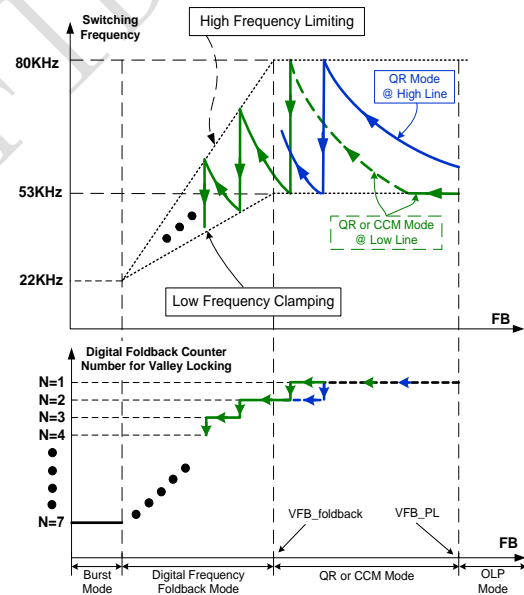 Switching
Frequency
High Frequency Limiting
80KHz
QR Mode
@ High Line
53KHz
QR or CCM Mode
@ Low Line
22KHz
Low Frequency Clamping
FB
Digital Foldback Counter
Number for Valley Locking
N=1
N=2
N=3
N=4
N=7
VFB_foldback
VFB_PL
FB
Burst
Mode
Digital Frequency
Foldback Mode
QR or CCM Mode
OLP
Mode